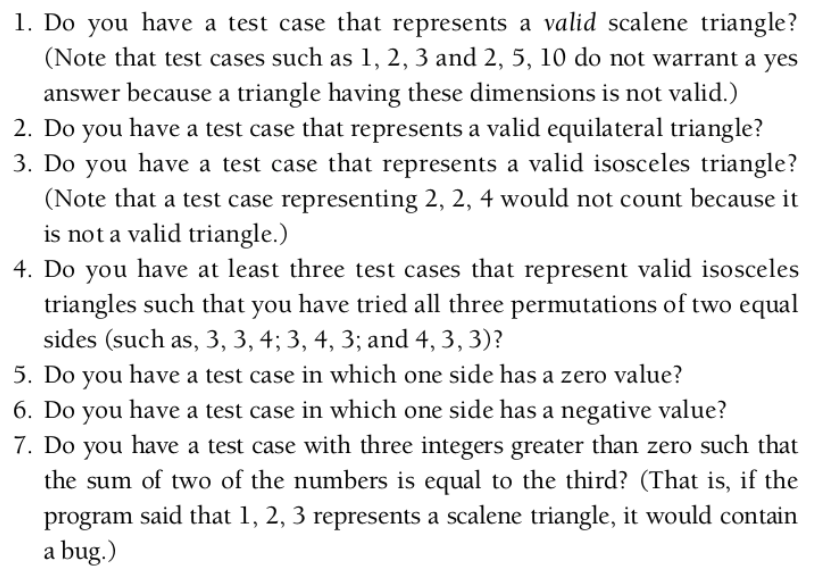 1. Do you have a test case that represents a valid scalene triangle?
(Note that test cases such as 1, 2, 3 and 2, 5, 10 do not warrant a yes
answer because a triangle having these dimensions is not valid.)
2. Do you have a test case that represents a valid equilateral triangle?
3. Do you have a test case that represents a valid isosceles triangle?
(Note that a test case representing 2, 2, 4 would not count because it
is not a valid triangle.)
4. Do you have at least three test cases that represent valid isosceles
triangles such that you have tried all three permutations of two equal
sides (such as, 3, 3, 4; 3, 4, 3; and 4, 3, 3)?
5. Do you have a test case in which one side has a zero value?
6. Do you have a test case in which one side has a negative value?
7. Do you have a test case with three integers greater than zero such that
the sum of two of the numbers is equal to the third? (That is, if the
program said that 1, 2, 3 represents a scalene triangle, it would contain
a bug.)